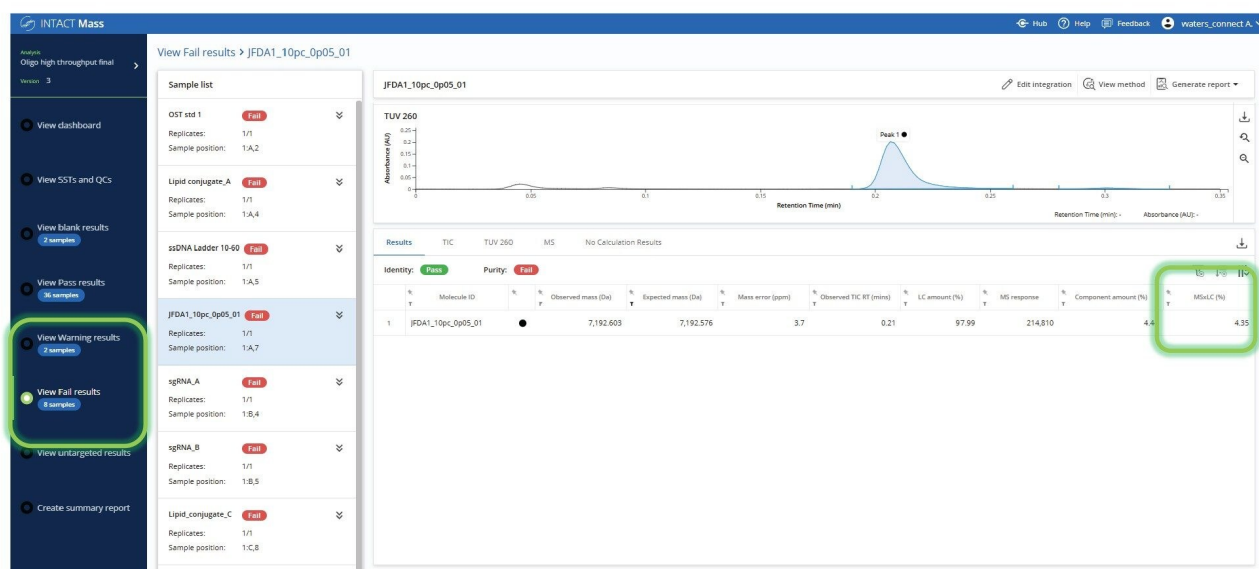 INTACT Mass
Hub
Help
Feedback
waters_connect A.
Analysis
Oligo high throughput final
Version 3
View dashboard
View SSTs and QCs
View blank results
2 samples
View Pass results
36 samples
View Warning results
2 samples
View Fail results
8 samples
View untargeted results
Create summary report
View Fail results > JFDA1_10pc_0p05_01
Sample list
OST std 1 Fail
Replicates: 1/1
Sample position: 1:A,2
Lipid conjugate_A Fail
Replicates: 1/1
Sample position: 1:A,4
ssDNA Ladder 10-60 Fail
Replicates: 1/1
Sample position: 1:A,5
JFDA1_10pc_0p05_01 Fail
Replicates: 1/1
Sample position: 1:A,7
sgRNA_A Fail
Replicates: 1/1
Sample position: 1:B,4
sgRNA_B Fail
Replicates: 1/1
Sample position: 1:B,5
Lipid_conjugate_C Fail
Replicates: 1/1
Sample position: 1:C,8
JFDA1_10pc_0p05_01
Edit integration
View method
Generate report
TUV 260
Absorbance (AU)
0.25
0.2
0.15
0.1
0.05
0
Peak 1
0 0.05 0.1 0.15 0.2 0.25 0.3 0.35
Retention Time (min)
Retention Time (min): - Absorbance (AU): -
Results TIC TUV 260 MS No Calculation Results
Identity: Pass Purity: Fail
Molecule ID Observed mass (Da) Expected mass (Da) Mass error (ppm) Observed TIC RT (mins) LC amount (%) MS response Component amount (%) MSxLC (%)
1 JFDA1_10pc_0p05_01 7,192.603 7,192.576 3.7 0.21 97.99 214,810 4.4 4.35